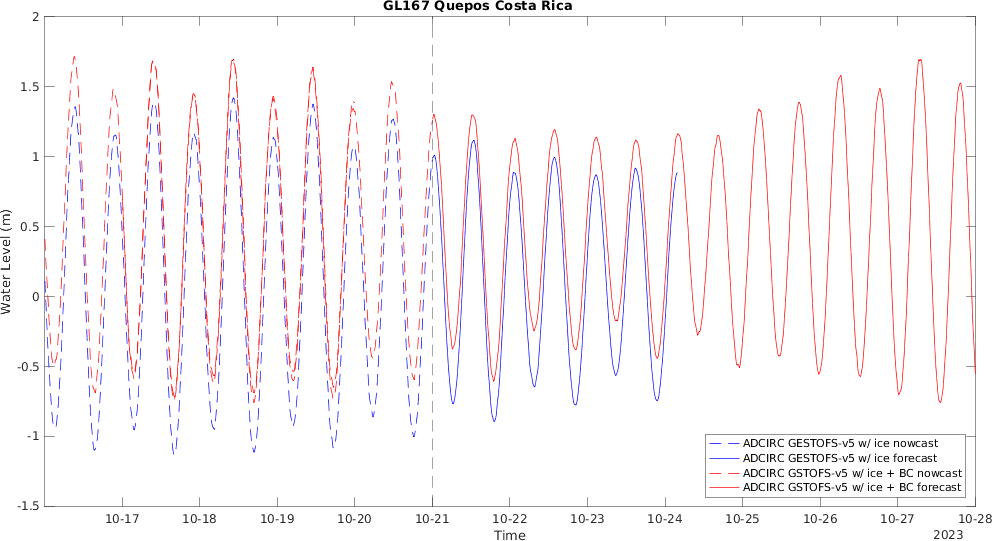 GL167 Quepos Costa Rica
2
1.5
1
0.5
0
-0.5
-1
-1.5
Water Level (m)
10-17 10-18 10-19 10-20 10-21 10-22 10-23 10-24 10-25 10-26 10-27 10-28
Time
2023
ADCIRC GESTOFS-v5 w/ ice nowcast
ADCIRC GESTOFS-v5 w/ ice forecast
ADCIRC GSTOFS-v5 w/ ice + BC nowcast
ADCIRC GSTOFS-v5 w/ ice + BC forecast